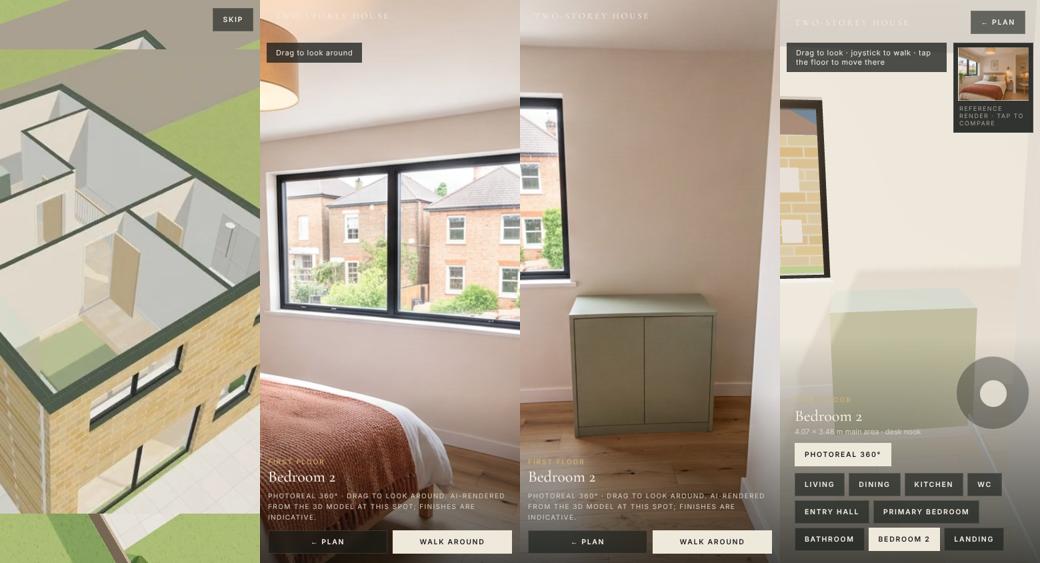 SKIP
TWO-STOREY HOUSE
Drag to look around
FIRST FLOOR
Bedroom 2
PHOTOREAL 360° · DRAG TO LOOK AROUND. AI-RENDERED
FROM THE 3D MODEL AT THIS SPOT; FINISHES ARE
INDICATIVE.
← PLAN
WALK AROUND
TWO-STOREY HOUSE
FIRST FLOOR
Bedroom 2
PHOTOREAL 360° · DRAG TO LOOK AROUND. AI-RENDERED
FROM THE 3D MODEL AT THIS SPOT; FINISHES ARE
INDICATIVE.
← PLAN
WALK AROUND
TWO-STOREY HOUSE
← PLAN
Drag to look · joystick to walk · tap
the floor to move there
REFERENCE
RENDER · TAP TO
COMPARE
FLOOR
Bedroom 2
4.07 × 3.48 m main area · desk nook
PHOTOREAL 360°
LIVING
DINING
KITCHEN
WC
ENTRY HALL
PRIMARY BEDROOM
BATHROOM
BEDROOM 2
LANDING